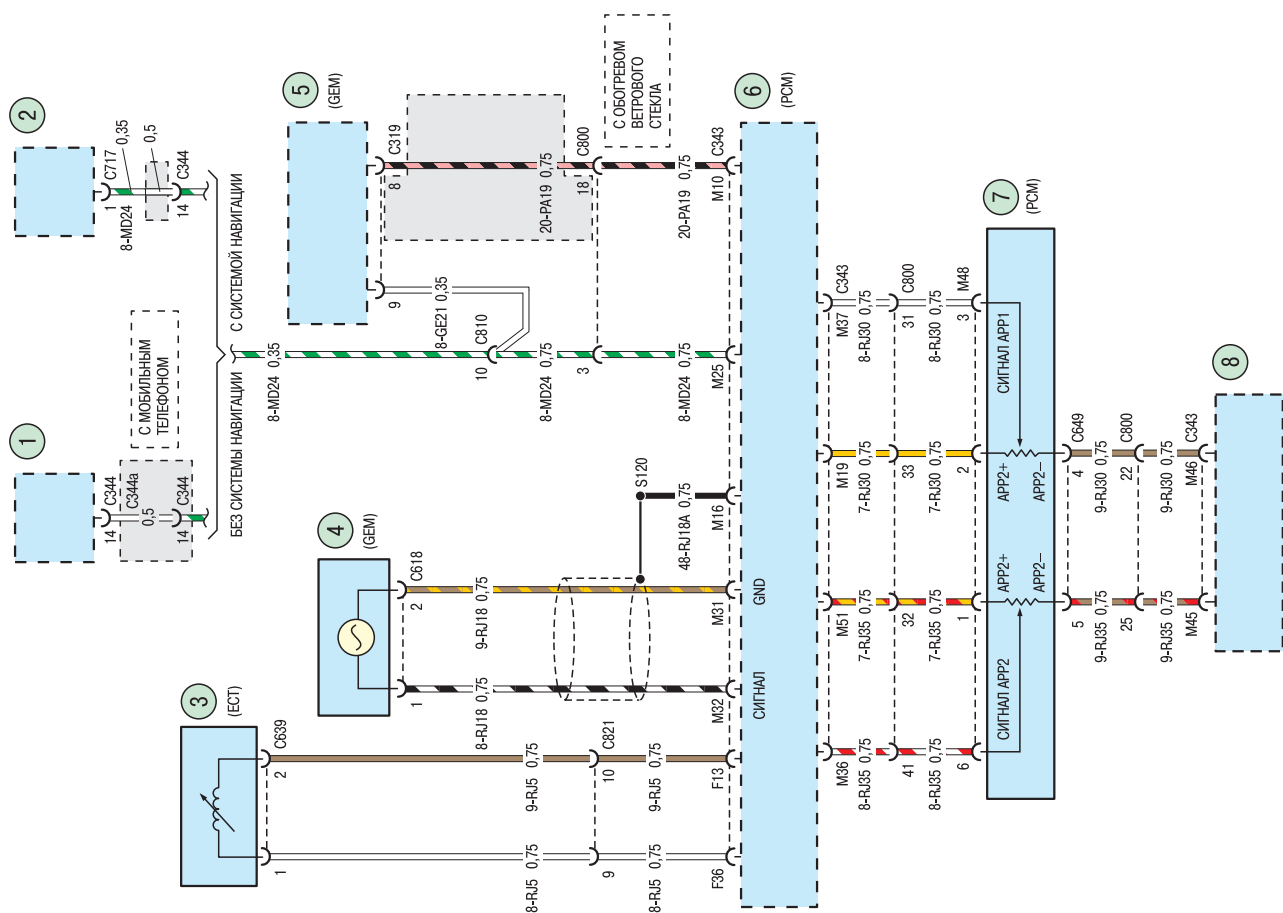 1
14
C344
C344a
0,5
14
C344
С МОБИЛЬНЫМ
ТЕЛЕФОНОМ
БЕЗ СИСТЕМЫ НАВИГАЦИИ
2
1
C717
8-MD24
0,35
0,5
14
C344
С СИСТЕМОЙ НАВИГАЦИИ
8-MD24 0,35
3
(ECT)
1
2
C639
8-RJ5 0,75
9-RJ5 0,75
9
10
C821
8-RJ5 0,75
9-RJ5 0,75
F36
F13
4
(GEM)
1
2
C618
8-RJ18 0,75
9-RJ18 0,75
S120
48-RJ18A 0,75
M32
M31
M16
5
(GEM)
9
8
C319
8-GE21 0,35
10
C810
8-MD24 0,75
20-PA19 0,75
3
18
C800
8-MD24 0,75
20-PA19 0,75
M25
M10
C343
С ОБОГРЕВОМ
ВЕТРОВОГО
СТЕКЛА
6
(PCM)
СИГНАЛ
GND
M36
M51
M19
M37
C343
8-RJ35 0,75
7-RJ35 0,75
7-RJ30 0,75
8-RJ30 0,75
41
32
33
31
C800
8-RJ35 0,75
7-RJ35 0,75
7-RJ30 0,75
8-RJ30 0,75
6
1
2
3
M48
7
(PCM)
СИГНАЛ APP2
APP2+
APP2–
APP2+
APP2–
СИГНАЛ APP1
5
4
C649
9-RJ35 0,75
9-RJ30 0,75
25
22
C800
9-RJ35 0,75
9-RJ30 0,75
M45
M46
C343
8